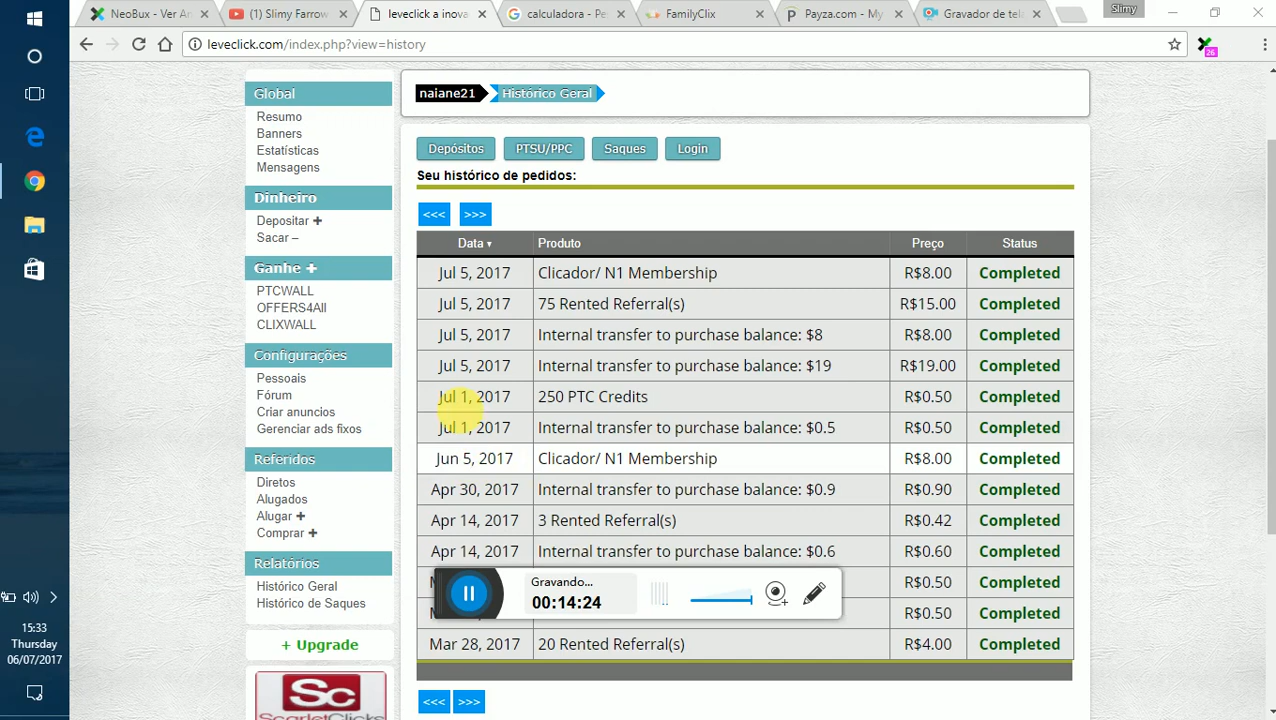 NeoBux - Ver An
(1) Slimy Farrow
leveclick a inova
calculadora - Pes
FamilyClix
Payza.com - My
Gravador de tela
Slimy
leveclick.com/index.php?view=history
26
Global
Resumo
Banners
Estatísticas
Mensagens
Dinheiro
Depositar +
Sacar –
Ganhe +
PTCWALL
OFFERS4All
CLIXWALL
Configurações
Pessoais
Fórum
Criar anuncios
Gerenciar ads fixos
Referidos
Diretos
Alugados
Alugar +
Comprar +
Relatórios
Histórico Geral
Histórico de Saques
+ Upgrade
Sc
naiane21 Histórico Geral
Depósitos PTSU/PPC Saques Login
Seu histórico de pedidos:
<<< >>>
Data ▾ Produto Preço Status
Jul 5, 2017 Clicador/ N1 Membership R$8.00 Completed
Jul 5, 2017 75 Rented Referral(s) R$15.00 Completed
Jul 5, 2017 Internal transfer to purchase balance: $8 R$8.00 Completed
Jul 5, 2017 Internal transfer to purchase balance: $19 R$19.00 Completed
Jul 1, 2017 250 PTC Credits R$0.50 Completed
Jul 1, 2017 Internal transfer to purchase balance: $0.5 R$0.50 Completed
Jun 5, 2017 Clicador/ N1 Membership R$8.00 Completed
Apr 30, 2017 Internal transfer to purchase balance: $0.9 R$0.90 Completed
Apr 14, 2017 3 Rented Referral(s) R$0.42 Completed
Apr 14, 2017 Internal transfer to purchase balance: $0.6 R$0.60 Completed
R$0.50 Completed
R$0.50 Completed
Mar 28, 2017 20 Rented Referral(s) R$4.00 Completed
<<< >>>
Gravando...
00:14:24
15:33
Thursday
06/07/2017